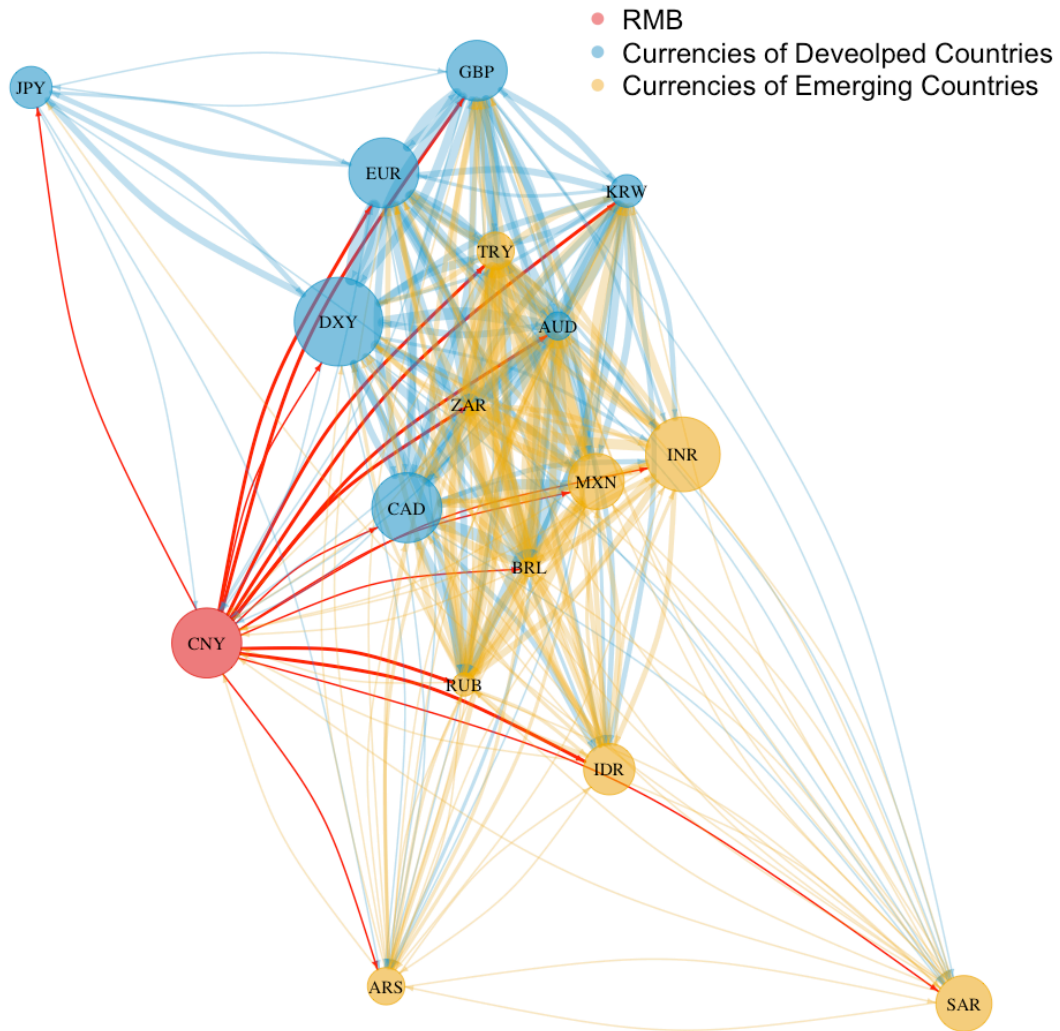 RMB
Currencies of Deveolped Countries
Currencies of Emerging Countries
GBP
JPY
EUR
KRW
TRY
DXY
AUD
ZAR
INR
MXN
CAD
BRL
CNY
RUB
IDR
ARS
SAR